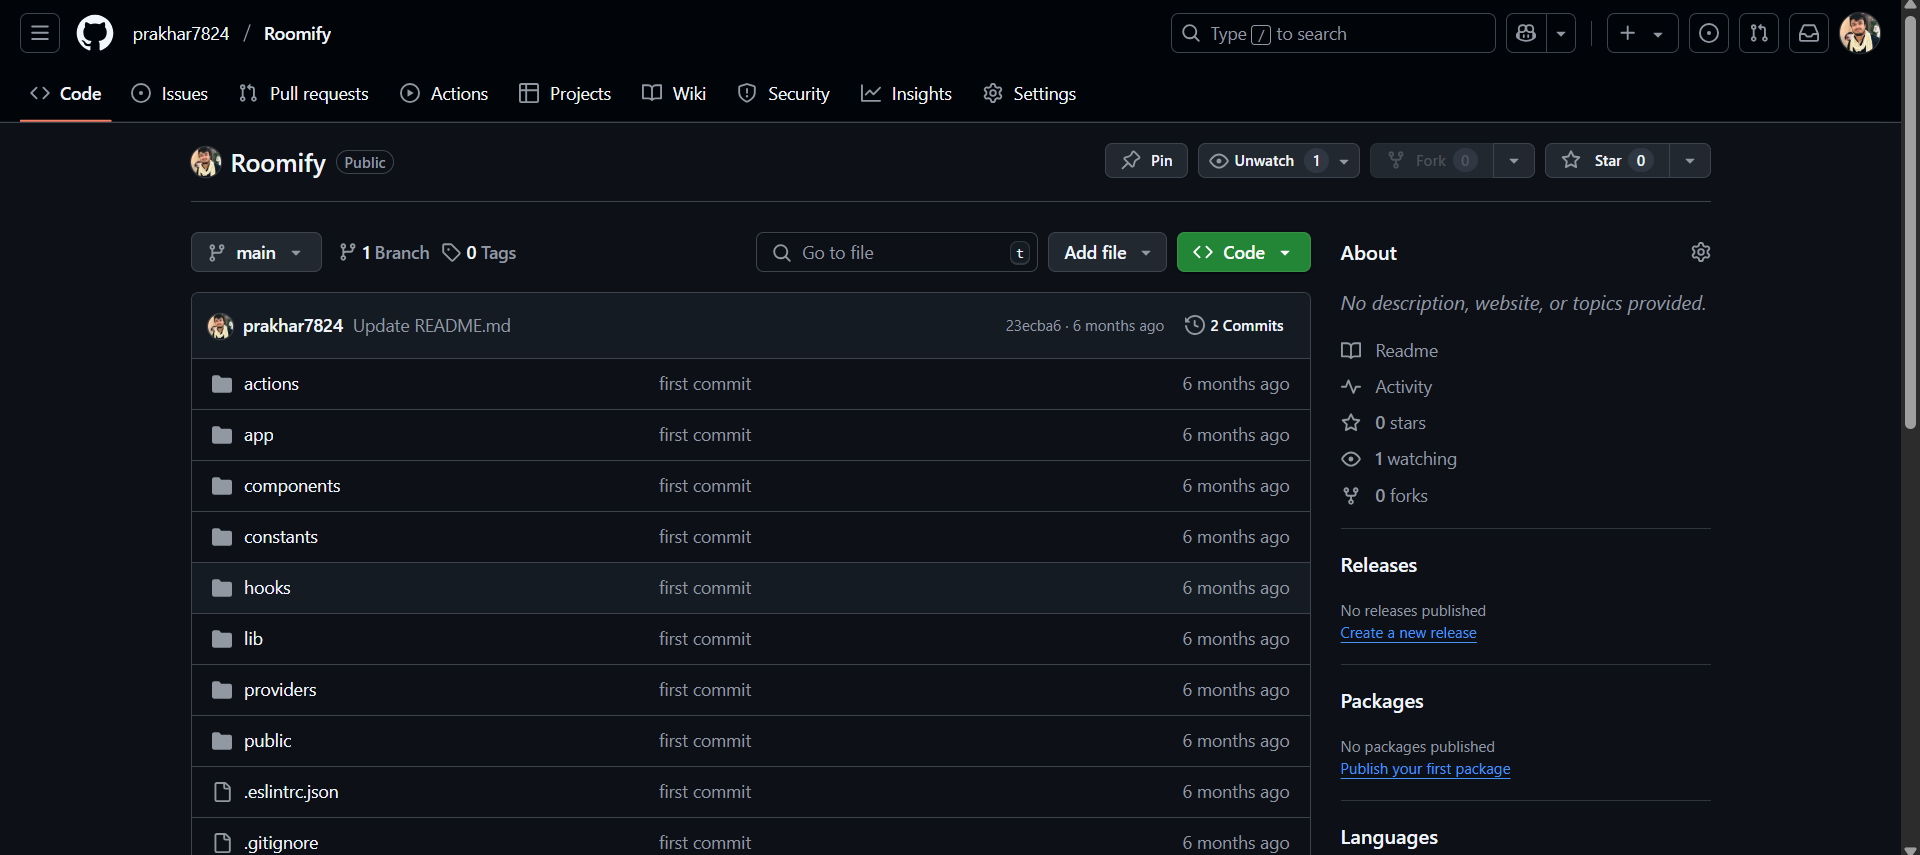 prakhar7824 / Roomify
Type / to search
Code Issues Pull requests Actions Projects Wiki Security Insights Settings
Roomify Public
Pin Unwatch 1 Fork 0 Star 0
main 1 Branch 0 Tags Go to file t Add file Code
prakhar7824 Update README.md 23ecba6 · 6 months ago 2 Commits
actions first commit 6 months ago
app first commit 6 months ago
components first commit 6 months ago
constants first commit 6 months ago
hooks first commit 6 months ago
lib first commit 6 months ago
providers first commit 6 months ago
public first commit 6 months ago
.eslintrc.json first commit 6 months ago
.gitignore first commit 6 months ago
About
No description, website, or topics provided.
Readme
Activity
0 stars
1 watching
0 forks
Releases
No releases published
Create a new release
Packages
No packages published
Publish your first package
Languages